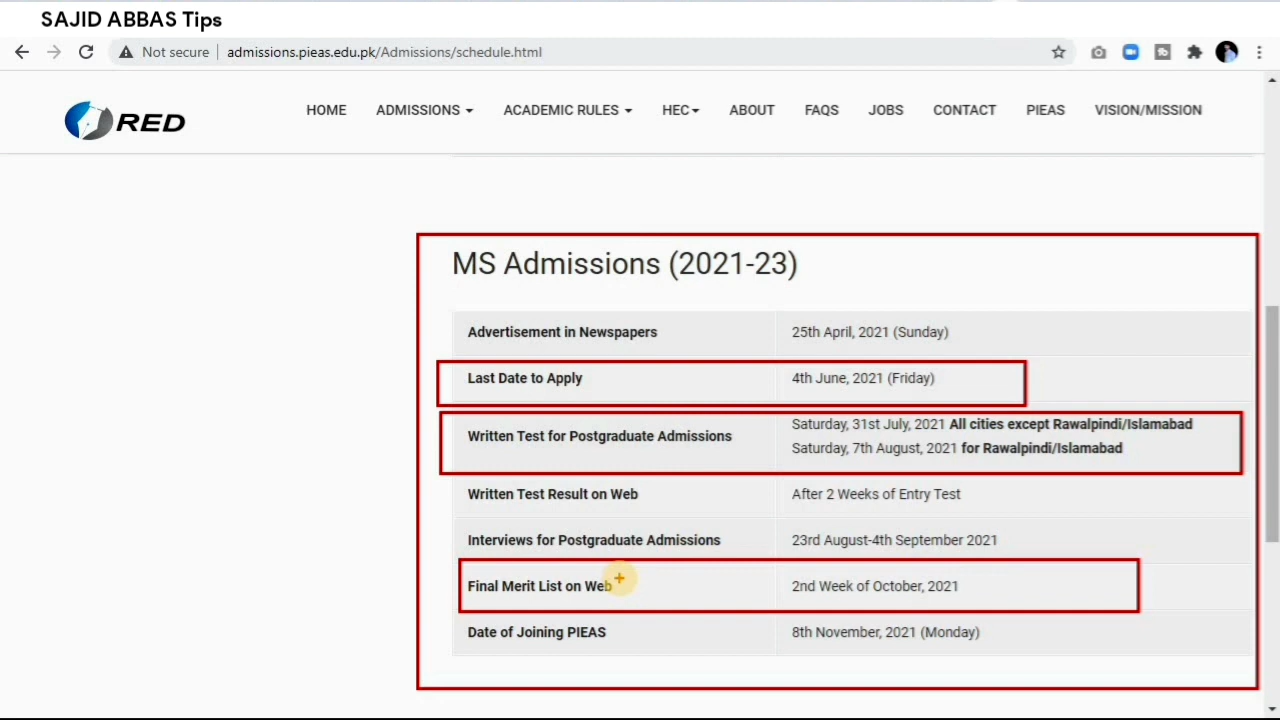 SAJID ABBAS Tips
Not secure | admissions.pieas.edu.pk/Admissions/schedule.html
RED
HOME ADMISSIONS ACADEMIC RULES HEC ABOUT FAQS JOBS CONTACT PIEAS VISION/MISSION
MS Admissions (2021-23)
Advertisement in Newspapers 25th April, 2021 (Sunday)
Last Date to Apply 4th June, 2021 (Friday)
Written Test for Postgraduate Admissions Saturday, 31st July, 2021 All cities except Rawalpindi/Islamabad
Saturday, 7th August, 2021 for Rawalpindi/Islamabad
Written Test Result on Web After 2 Weeks of Entry Test
Interviews for Postgraduate Admissions 23rd August-4th September 2021
Final Merit List on Web 2nd Week of October, 2021
Date of Joining PIEAS 8th November, 2021 (Monday)